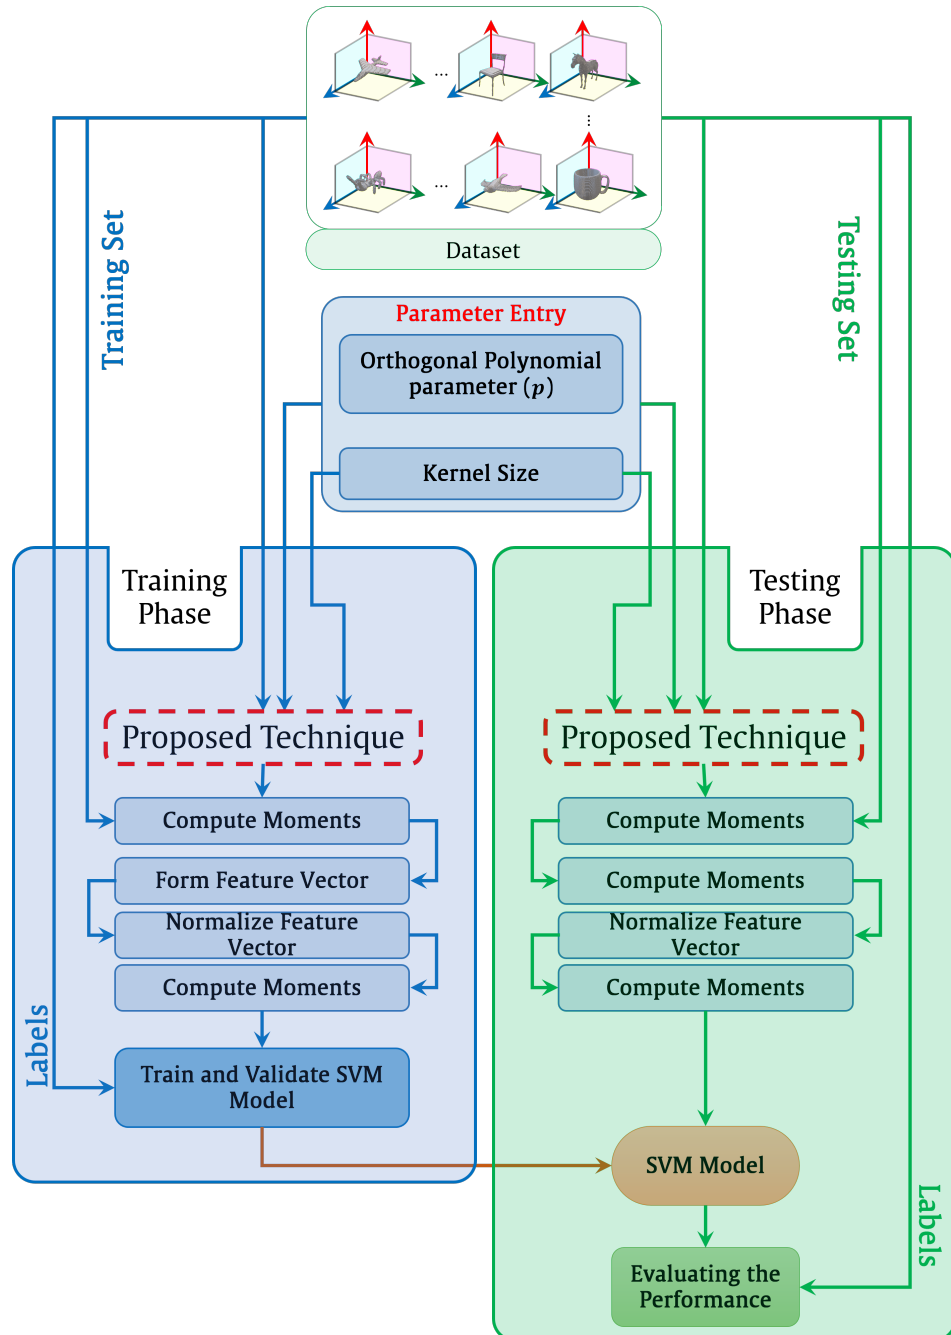 ...
...
⋮
Dataset
Training Set
Testing Set
Parameter Entry
Orthogonal Polynomial
parameter (p)
Kernel Size
Training
Phase
Testing
Phase
Proposed Technique
Proposed Technique
Compute Moments
Form Feature Vector
Normalize Feature
Vector
Compute Moments
Labels
Train and Validate SVM
Model
Compute Moments
Compute Moments
Normalize Feature
Vector
Compute Moments
SVM Model
Labels
Evaluating the
Performance